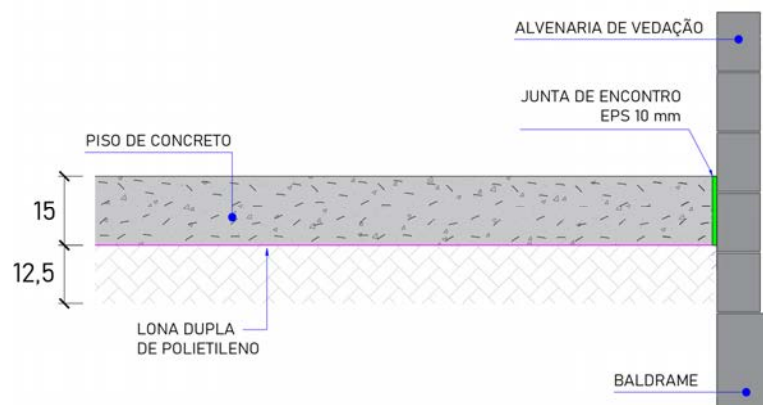 ALVENARIA DE VEDAÇÃO
JUNTA DE ENCONTRO
EPS 10 mm
PISO DE CONCRETO
15
12,5
LONA DUPLA
DE POLIETILENO
BALDRAME